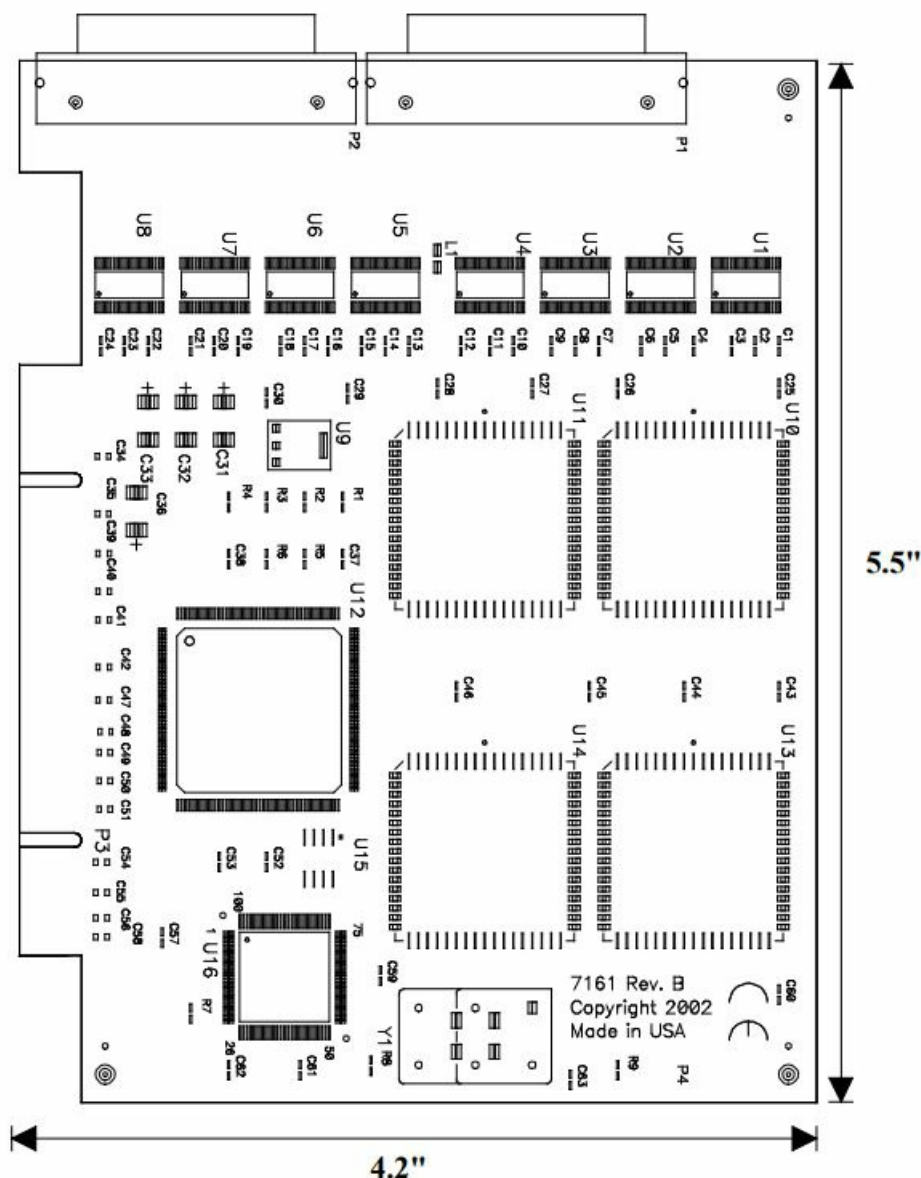 P2
P1
U8
U7
U6
U5
L1
U4
U3
U2
U1
C24
C23
C22
C21
C20
C19
C18
C17
C16
C15
C14
C13
C12
C11
C10
C9
C8
C7
C6
C5
C4
C3
C2
C1
C30
C29
C28
C27
C26
C25
+
+
+
C33
C32
C31
U9
U11
U10
C34
C35
C36
+
R4
R3
R2
R1
C39
C38
R6
R5
C37
C40
5.5"
C41
U12
C42
C46
C45
C44
C43
C47
C48
C49
U14
U13
C50
C51
P3
C54
C53
C52
U15
C55
C56
C58
C57
100
1
75
U16
C59
R7
7161 Rev. B
Copyright 2002
Made in USA
C60
26
50
C62
C61
Y1
R8
C63
R9
P4
4.2"